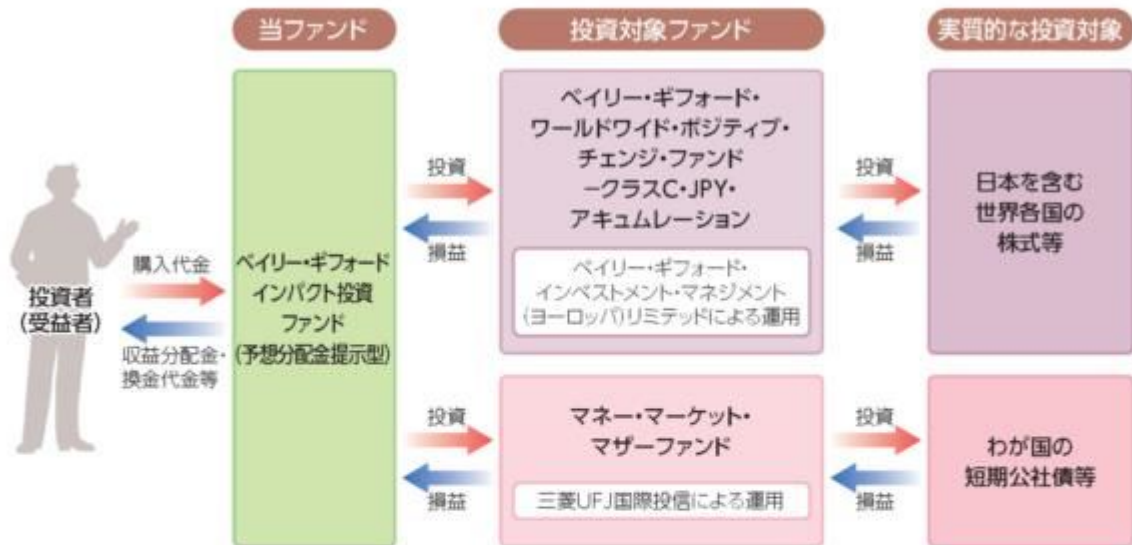 当ファンド
投資対象ファンド
実質的な投資対象
投資者
(受益者)
購入代金
収益分配金・
換金代金等
ベイリー・ギフォード
インパクト投資
ファンド
(予想分配金提示型)
投資
損益
ベイリー・ギフォード・
ワールドワイド・ポジティブ・
チェンジ・ファンド
－クラスC・JPY・
アキュムレーション
ベイリー・ギフォード・
インベストメント・マネジメント
(ヨーロッパ)リミテッドによる運用
投資
損益
日本を含む
世界各国の
株式等
投資
損益
マネー・マーケット・
マザーファンド
三菱UFJ国際投信による運用
投資
損益
わが国の
短期公社債等